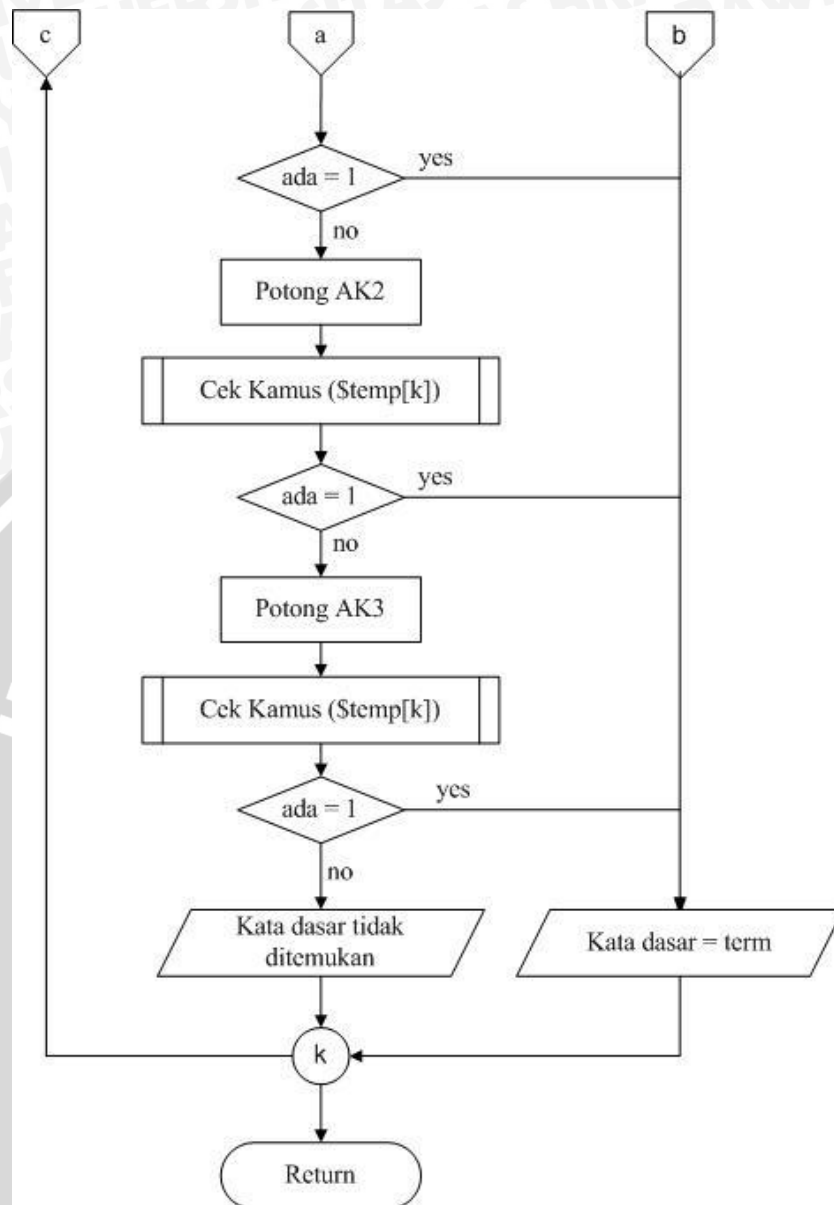 c
a
b
ada = 1
yes
no
Potong AK2
Cek Kamus ($temp[k])
ada = 1
yes
no
Potong AK3
Cek Kamus ($temp[k])
ada = 1
yes
no
Kata dasar tidak
ditemukan
Kata dasar = term
k
Return